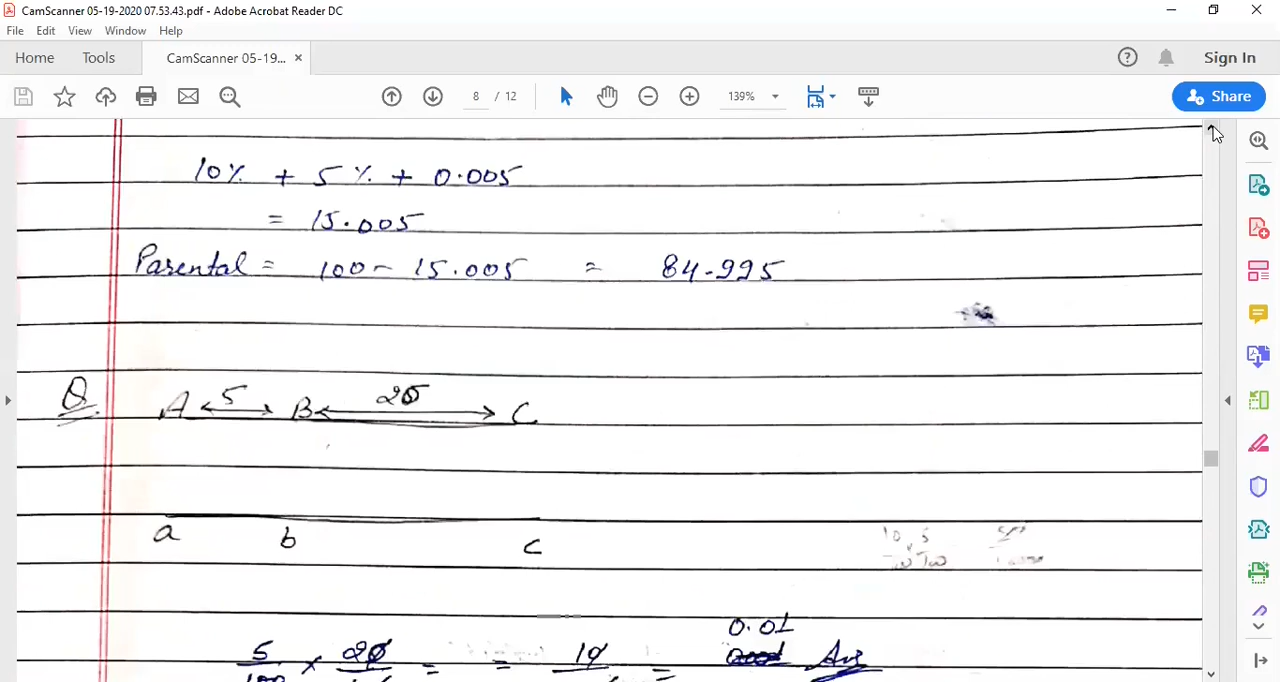 CamScanner 05-19-2020 07.53.43.pdf - Adobe Acrobat Reader DC
File Edit View Window Help
Home Tools CamScanner 05-19... × Sign In
8 / 12 139% Share
10% + 5% + 0.005
= 15.005
Parental = 100 - 15.005 = 84.995
Q. A 5 B 20 C
a b c
0.01
5/100 × 20 = = 10 = Ans